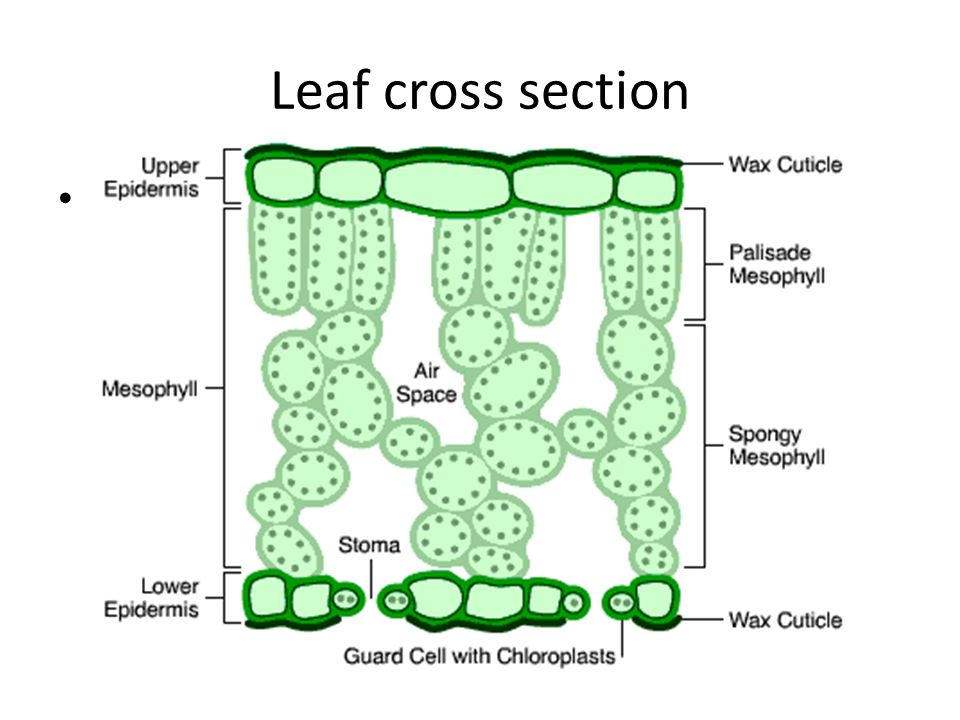 Leaf cross section
•
Upper
Epidermis
Wax Cuticle
Palisade
Mesophyll
Mesophyll
Air
Space
Spongy
Mesophyll
Stoma
Lower
Epidermis
Wax Cuticle
Guard Cell with Chloroplasts